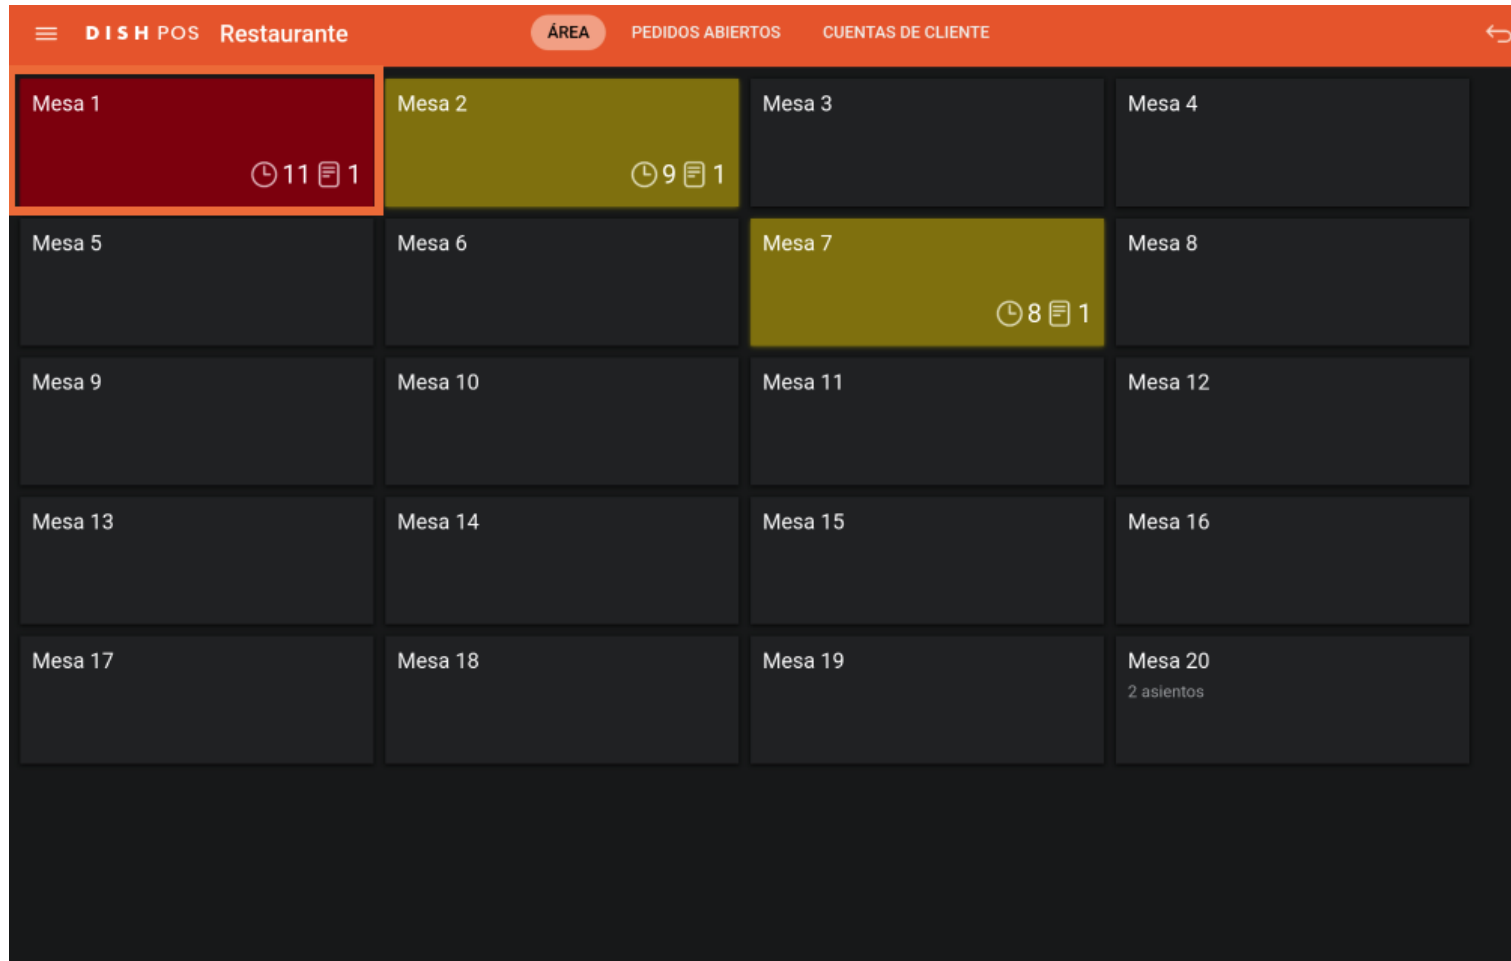 DISH POS Restaurante ÁREA PEDIDOS ABIERTOS CUENTAS DE CLIENTE
Mesa 1
11 1
Mesa 2
9 1
Mesa 3
Mesa 4
Mesa 5
Mesa 6
Mesa 7
8 1
Mesa 8
Mesa 9
Mesa 10
Mesa 11
Mesa 12
Mesa 13
Mesa 14
Mesa 15
Mesa 16
Mesa 17
Mesa 18
Mesa 19
Mesa 20
2 asientos